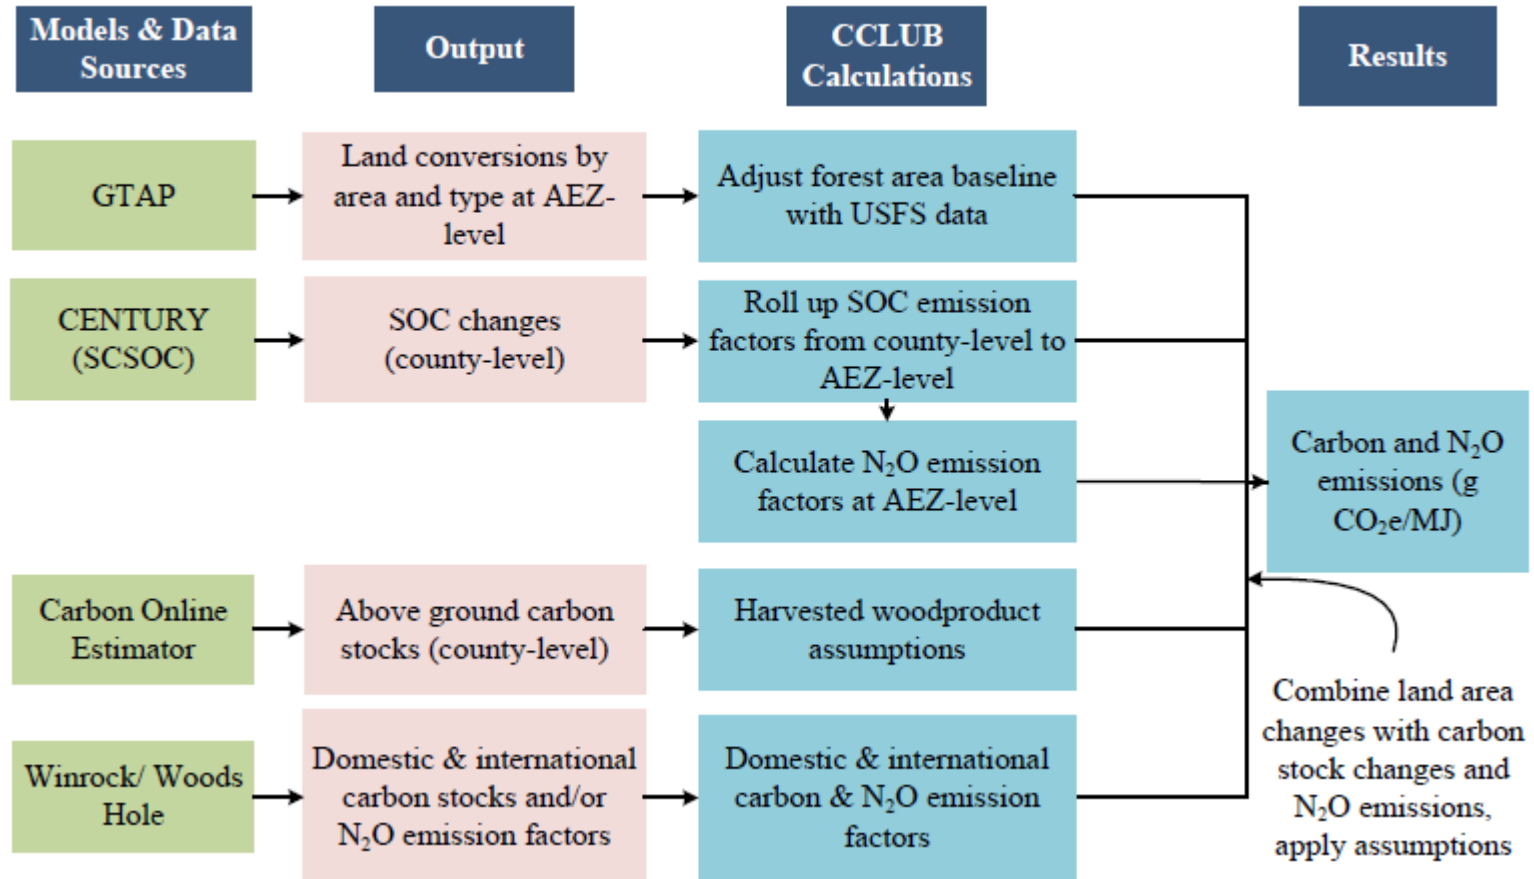 Models & Data
Sources
Output
CCLUB
Calculations
Results
GTAP
Land conversions by
area and type at AEZ-
level
Adjust forest area baseline
with USFS data
CENTURY
(SCSOC)
SOC changes
(county-level)
Roll up SOC emission
factors from county-level to
AEZ-level
Calculate N₂O emission
factors at AEZ-level
Carbon and N₂O
emissions (g
CO₂e/MJ)
Carbon Online
Estimator
Above ground carbon
stocks (county-level)
Harvested woodproduct
assumptions
Winrock/ Woods
Hole
Domestic & international
carbon stocks and/or
N₂O emission factors
Domestic & international
carbon & N₂O emission
factors
Combine land area
changes with carbon
stock changes and
N₂O emissions,
apply assumptions